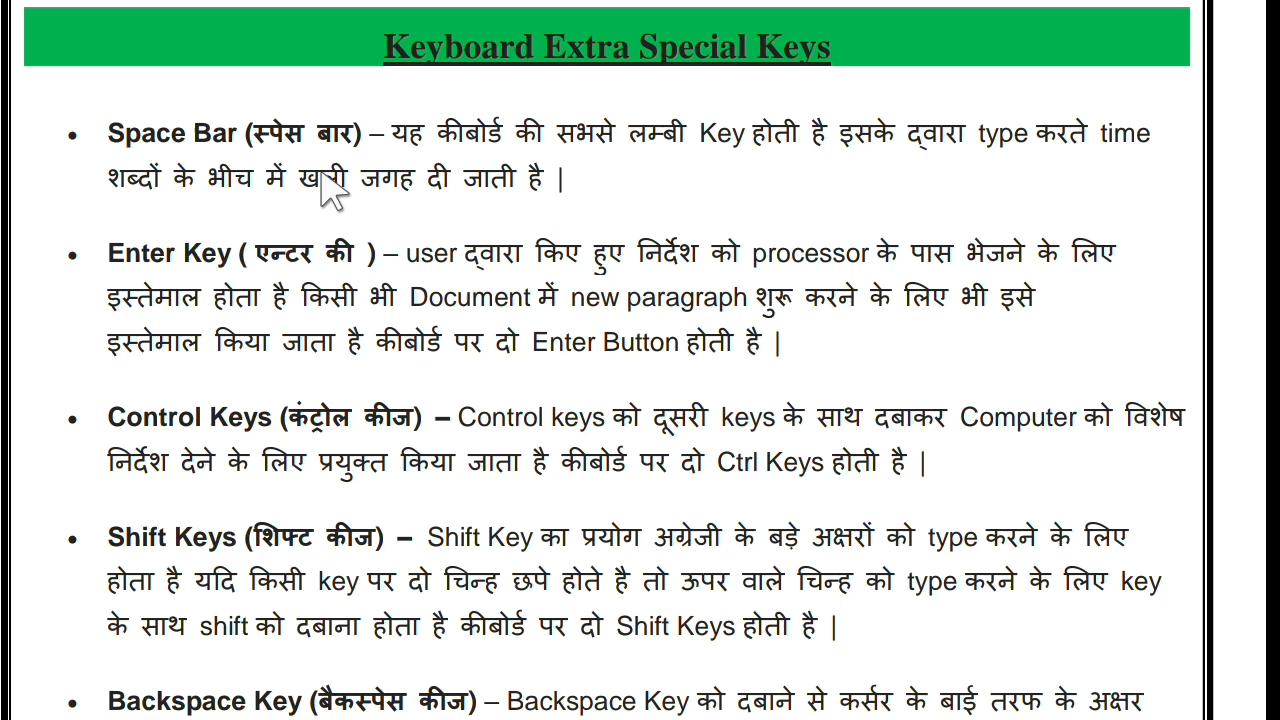 Keyboard Extra Special Keys
• Space Bar (स्पेस बार) – यह कीबोर्ड की सभसे लम्बी Key होती है इसके द्वारा type करते time
शब्दों के भीच में जगह दी जाती है |
• Enter Key ( एन्टर की ) – user द्वारा किए हुए निर्देश को processor के पास भेजने के लिए
इस्तेमाल होता है किसी भी Document में new paragraph शुरू करने के लिए भी इसे
इस्तेमाल किया जाता है कीबोर्ड पर दो Enter Button होती है |
• Control Keys (कंट्रोल कीज) – Control keys को दूसरी keys के साथ दबाकर Computer को विशेष
निर्देश देने के लिए प्रयुक्त किया जाता है कीबोर्ड पर दो Ctrl Keys होती है |
• Shift Keys (शिफ्ट कीज) – Shift Key का प्रयोग अग्रेजी के बड़े अक्षरों को type करने के लिए
होता है यदि किसी key पर दो चिन्ह छपे होते है तो ऊपर वाले चिन्ह को type करने के लिए key
के साथ shift को दबाना होता है कीबोर्ड पर दो Shift Keys होती है |
• Backspace Key (बैकस्पेस कीज) – Backspace Key को दबाने से कर्सर के बाई तरफ के अक्षर